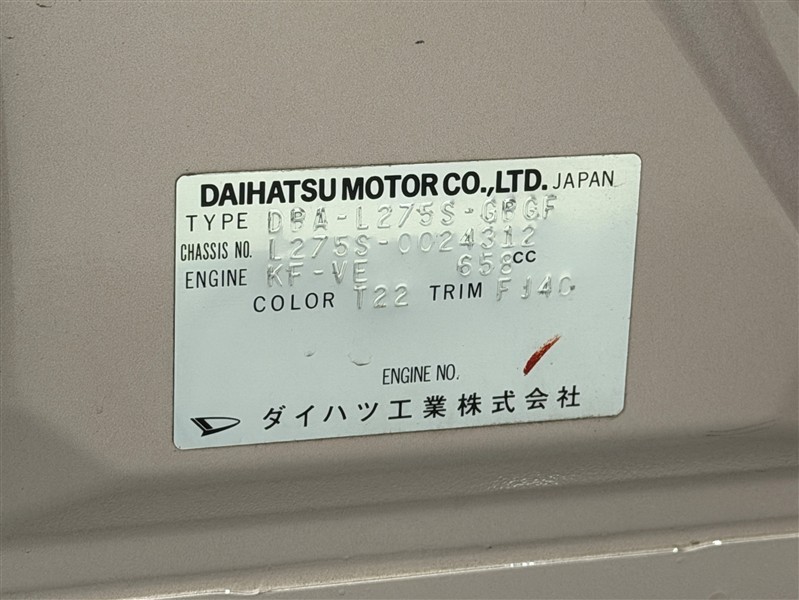 DAIHATSU MOTOR CO.,LTD. JAPAN
TYPE DBA-L275S-GBGF
CHASSIS NO. L275S-0024312
ENGINE KF-VE 658CC
COLOR T22 TRIM FJ40
ENGINE NO.
ダイハツ工業株式会社